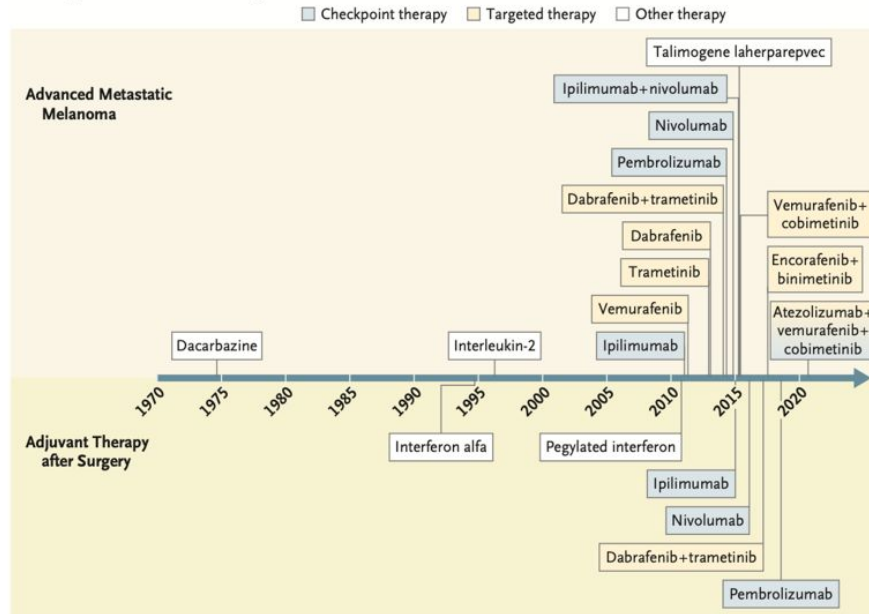 Checkpoint therapy
Targeted therapy
Other therapy
Advanced Metastatic
Melanoma
Talimogene laherparepvec
Ipilimumab+nivolumab
Nivolumab
Pembrolizumab
Dabrafenib+trametinib
Vemurafenib+
cobimetinib
Dabrafenib
Trametinib
Encorafenib+
binimetinib
Vemurafenib
Atezolizumab+
vemurafenib+
cobimetinib
Dacarbazine
Interleukin-2
Ipilimumab
1970
1975
1980
1985
1990
1995
2000
2005
2010
2015
2020
Adjuvant Therapy
after Surgery
Interferon alfa
Pegylated interferon
Ipilimumab
Nivolumab
Dabrafenib+trametinib
Pembrolizumab